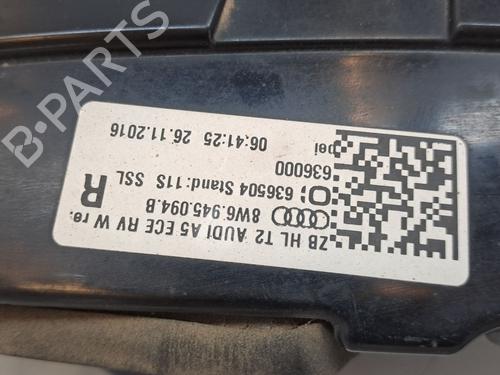 ZB HL T2 AUDI A5 ECE RV W re.
8W6.945.094.B
636504 Stand:11S SSL
R
636000
pei
06:41:25 26.11.2016
B-PARTS